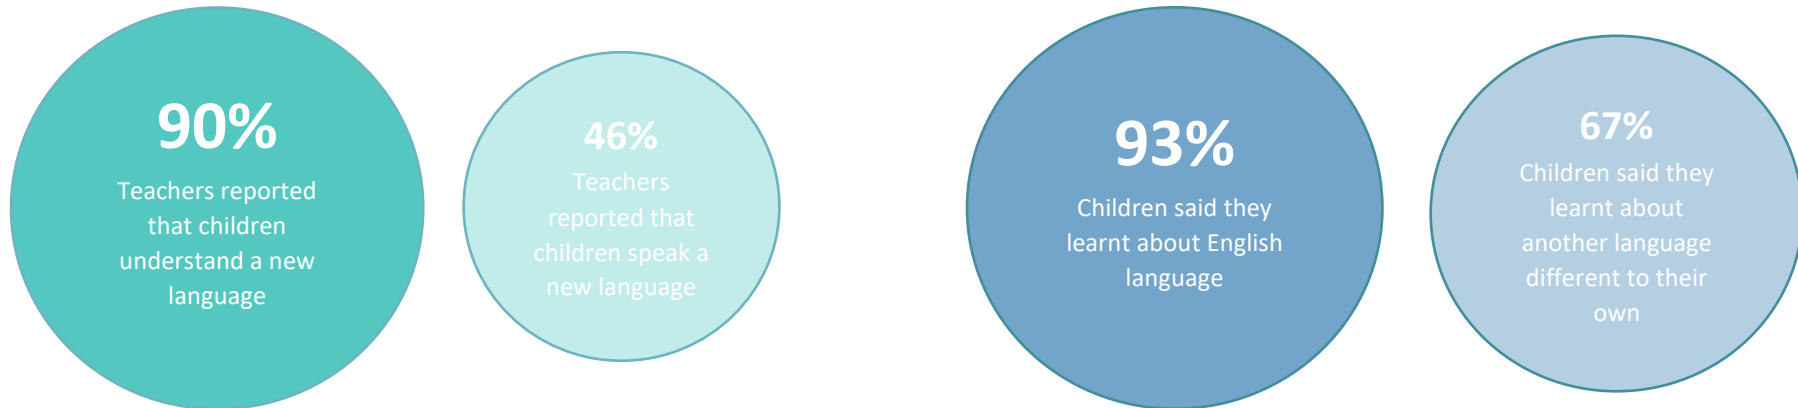 90%
Teachers reported
that children
understand a new
language
46%
Teachers
reported that
children speak a
new language
93%
Children said they
learnt about English
language
67%
Children said they
learnt about
another language
different to their
own